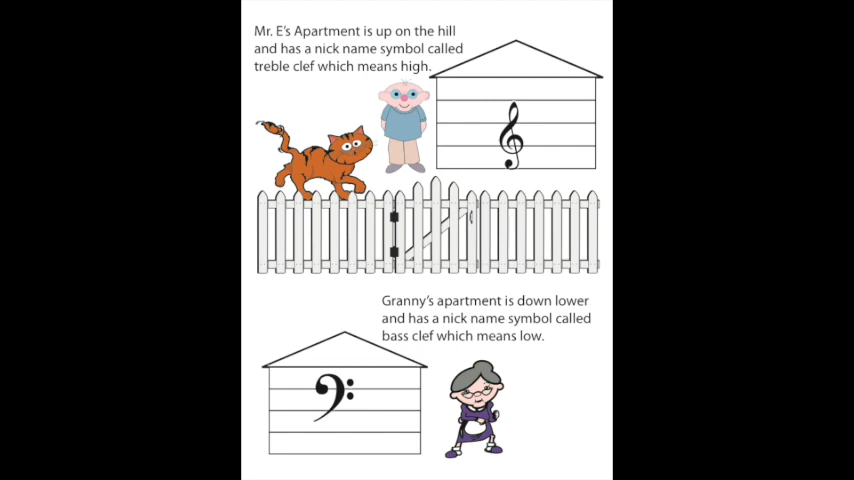 Mr. E's Apartment is up on the hill
and has a nick name symbol called
treble clef which means high.
Granny's apartment is down lower
and has a nick name symbol called
bass clef which means low.